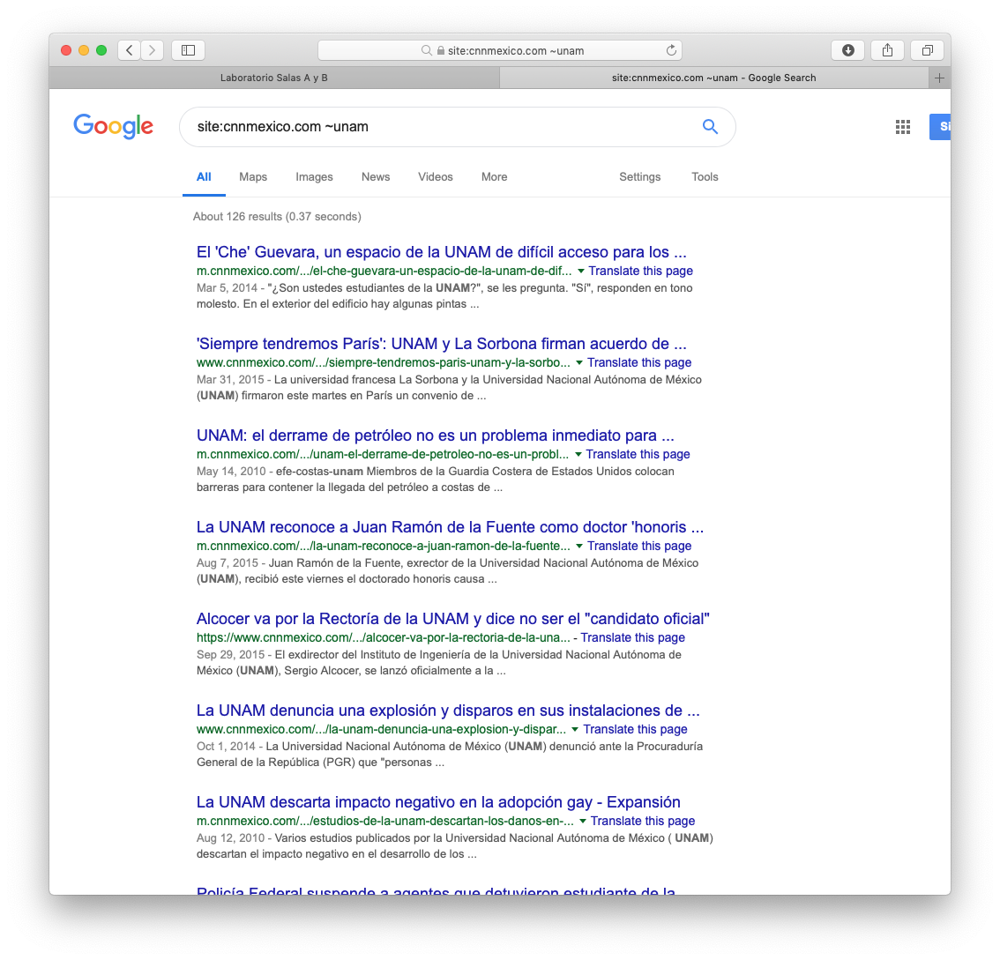 site:cnnmexico.com ~unam
Laboratorio Salas A y B
site:cnnmexico.com ~unam - Google Search
Google
site:cnnmexico.com ~unam
Si
All Maps Images News Videos More Settings Tools
About 126 results (0.37 seconds)
El 'Che' Guevara, un espacio de la UNAM de difícil acceso para los ...
m.cnnmexico.com/.../el-che-guevara-un-espacio-de-la-unam-de-dif... Translate this page
Mar 5, 2014 - "¿Son ustedes estudiantes de la UNAM?", se les pregunta. "Sí", responden en tono
molesto. En el exterior del edificio hay algunas pintas ...
'Siempre tendremos París': UNAM y La Sorbona firman acuerdo de ...
www.cnnmexico.com/.../siempre-tendremos-paris-unam-y-la-sorbo... Translate this page
Mar 31, 2015 - La universidad francesa La Sorbona y la Universidad Nacional Autónoma de México
(UNAM) firmaron este martes en París un convenio de ...
UNAM: el derrame de petróleo no es un problema inmediato para ...
m.cnnmexico.com/.../unam-el-derrame-de-petroleo-no-es-un-probl... Translate this page
May 14, 2010 - efe-costas-unam Miembros de la Guardia Costera de Estados Unidos colocan
barreras para contener la llegada del petróleo a costas de ...
La UNAM reconoce a Juan Ramón de la Fuente como doctor 'honoris ...
m.cnnmexico.com/.../la-unam-reconoce-a-juan-ramon-de-la-fuente... Translate this page
Aug 7, 2015 - Juan Ramón de la Fuente, exrector de la Universidad Nacional Autónoma de México
(UNAM), recibió este viernes el doctorado honoris causa ...
Alcocer va por la Rectoría de la UNAM y dice no ser el "candidato oficial"
https://www.cnnmexico.com/.../alcocer-va-por-la-rectoria-de-la-una... - Translate this page
Sep 29, 2015 - El exdirector del Instituto de Ingeniería de la Universidad Nacional Autónoma de
México (UNAM), Sergio Alcocer, se lanzó oficialmente a la ...
La UNAM denuncia una explosión y disparos en sus instalaciones de ...
www.cnnmexico.com/.../la-unam-denuncia-una-explosion-y-dispar... Translate this page
Oct 1, 2014 - La Universidad Nacional Autónoma de México (UNAM) denunció ante la Procuraduría
General de la República (PGR) que "personas ...
La UNAM descarta impacto negativo en la adopción gay - Expansión
m.cnnmexico.com/.../estudios-de-la-unam-descartan-los-danos-en-... Translate this page
Aug 12, 2010 - Varios estudios publicados por la Universidad Nacional Autónoma de México ( UNAM)
descartan el impacto negativo en el desarrollo de los ...
Policía Federal suspende a agentes que detuvieron estudiante de la